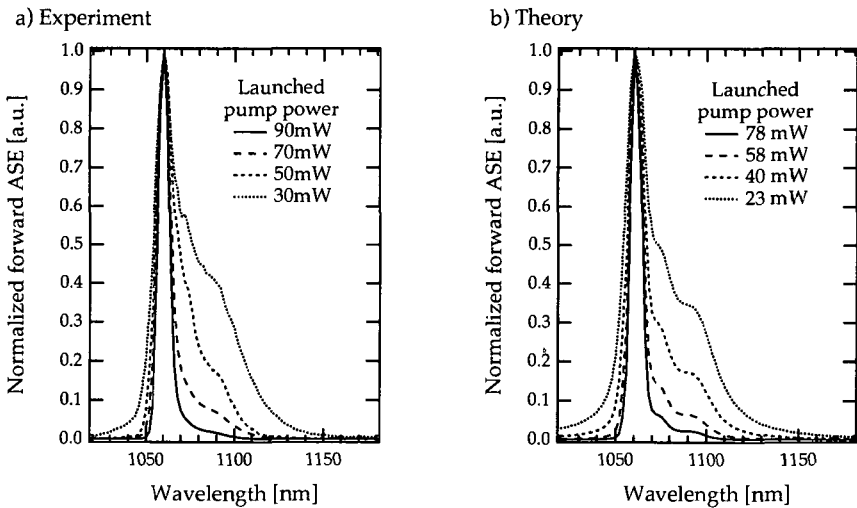 a) Experiment
Normalized forward ASE [a.u.]
1.0
0.9
0.8
0.7
0.6
0.5
0.4
0.3
0.2
0.1
0.0
Launched
pump power
90mW
70mW
50mW
30mW
1050
1100
1150
Wavelength [nm]
b) Theory
Normalized forward ASE [a.u.]
1.0
0.9
0.8
0.7
0.6
0.5
0.4
0.3
0.2
0.1
0.0
Launched
pump power
78 mW
58 mW
40 mW
23 mW
1050
1100
1150
Wavelength [nm]